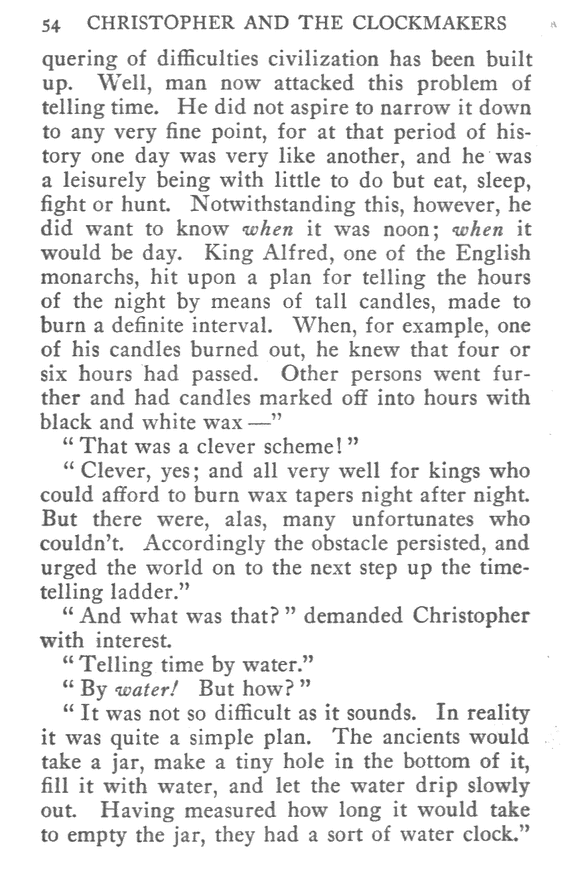 54 CHRISTOPHER AND THE CLOCKMAKERS
quering of difficulties civilization has been built
up. Well, man now attacked this problem of
telling time. He did not aspire to narrow it down
to any very fine point, for at that period of his-
tory one day was very like another, and he was
a leisurely being with little to do but eat, sleep,
fight or hunt. Notwithstanding this, however, he
did want to know when it was noon; when it
would be day. King Alfred, one of the English
monarchs, hit upon a plan for telling the hours
of the night by means of tall candles, made to
burn a definite interval. When, for example, one
of his candles burned out, he knew that four or
six hours had passed. Other persons went fur-
ther and had candles marked off into hours with
black and white wax —”
“ That was a clever scheme! ”
“ Clever, yes; and all very well for kings who
could afford to burn wax tapers night after night.
But there were, alas, many unfortunates who
couldn't. Accordingly the obstacle persisted, and
urged the world on to the next step up the time-
telling ladder.”
“ And what was that? ” demanded Christopher
with interest.
“ Telling time by water.”
“ By water! But how? ”
“ It was not so difficult as it sounds. In reality
it was quite a simple plan. The ancients would
take a jar, make a tiny hole in the bottom of it,
fill it with water, and let the water drip slowly
out. Having measured how long it would take
to empty the jar, they had a sort of water clock.”